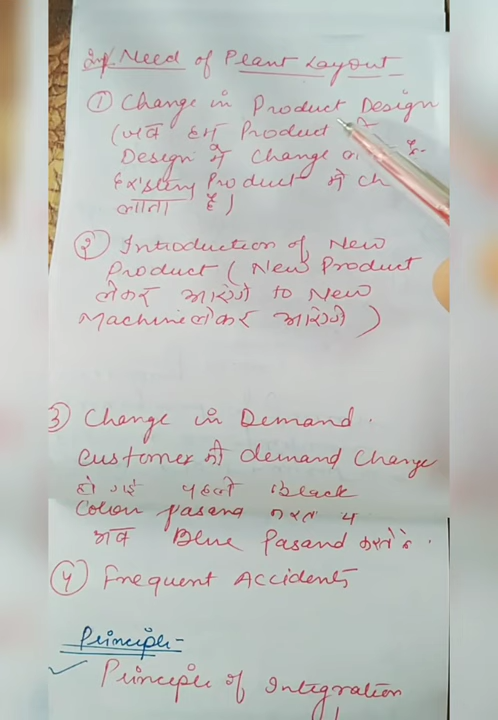 Imp Need of Plant Layout
① Change in Product Design
(जब हम Product
Design में Change
Existing Product में ch
लाता है)
② Introduction of New
Product (New Product
लेकर आएंगे to New
Machine लेकर आएंगे)
③ Change in Demand.
Customer की demand Change
हो गई पहले black
Colour pasand करते थे
अब Blue Pasand करते है.
④ Frequent Accidents
Principle-
Principle of Integration